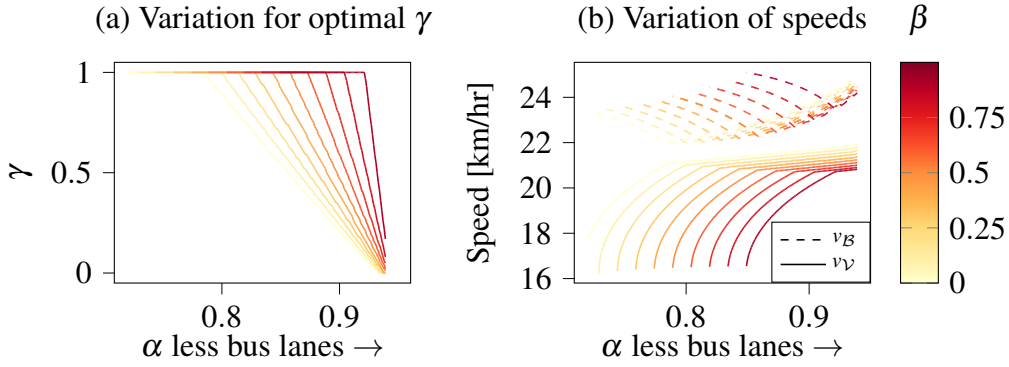 (a) Variation for optimal γ
(b) Variation of speeds
β
1
0.5
0
γ
0.8
0.9
α less bus lanes →
24
22
20
18
16
Speed [km/hr]
v_ℬ
v_𝒱
0.8
0.9
α less bus lanes →
0.75
0.5
0.25
0